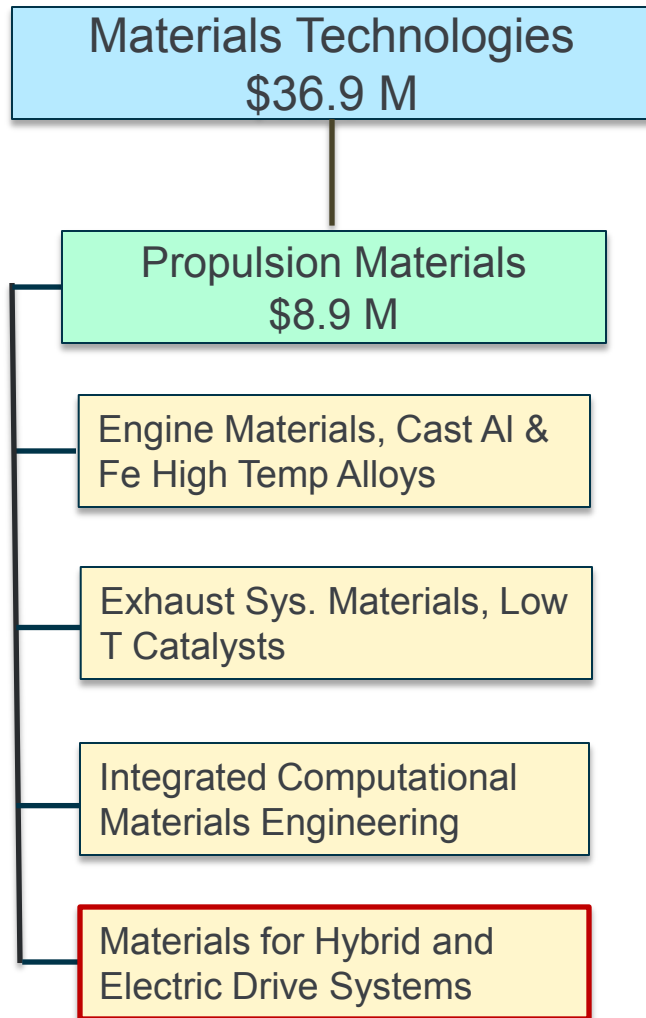 Materials Technologies
$36.9 M
Propulsion Materials
$8.9 M
Engine Materials, Cast Al &
Fe High Temp Alloys
Exhaust Sys. Materials, Low
T Catalysts
Integrated Computational
Materials Engineering
Materials for Hybrid and
Electric Drive Systems